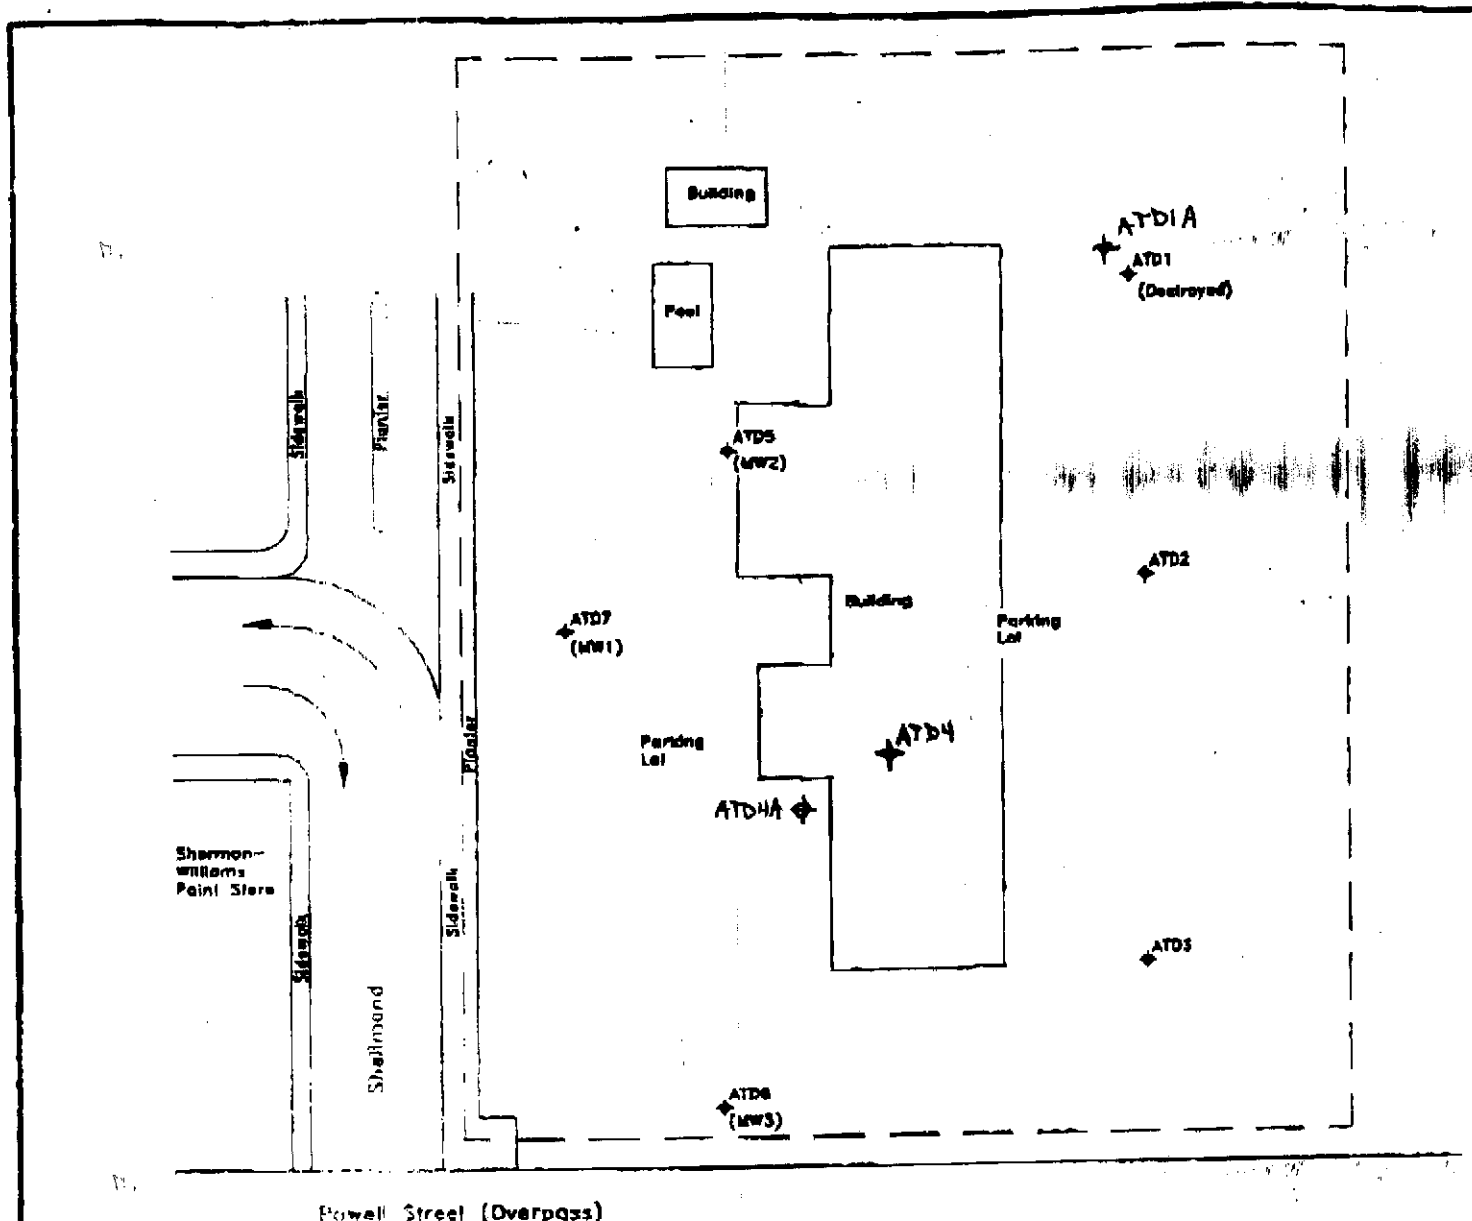 Building
ATD1A
ATD1
(Destroyed)
Pool
Sidewalk
Planter
Sidewalk
ATD5
(MW2)
ATD2
Building
ATD7
(MW1)
Parking
Lot
Planter
Parking
Lot
ATD4
ATD4A
Sherman-
Williams
Paint Store
Sidewalk
Sidewalk
ATD3
Shellmound
ATD6
(MW3)
Powell Street (Overpass)